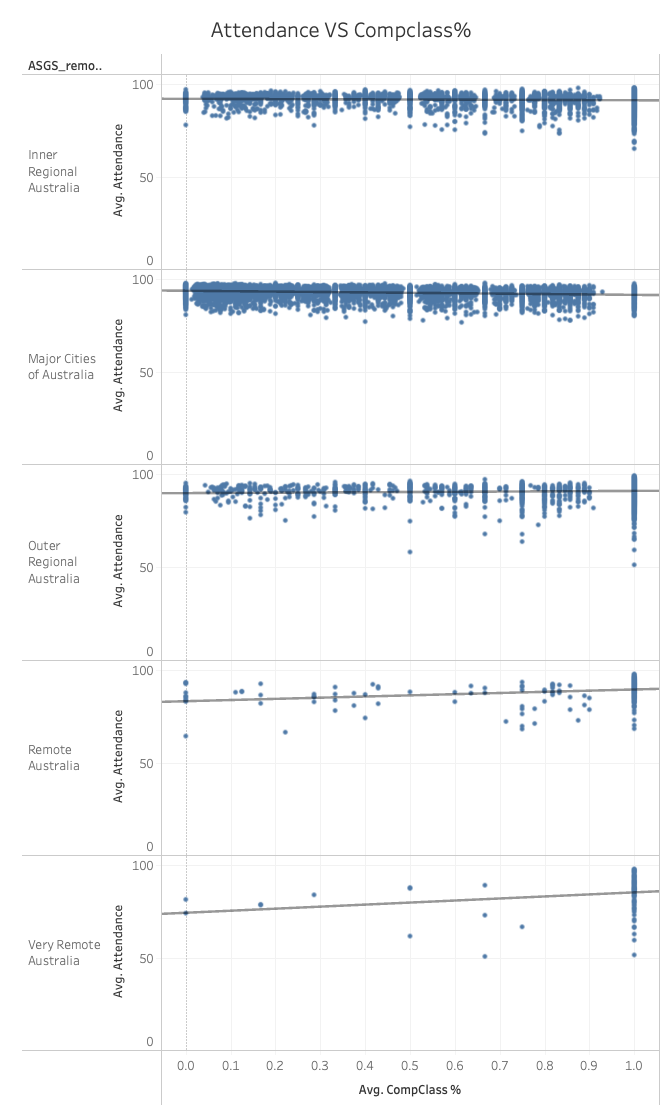 Attendance VS Compclass%
ASGS_remo..
Inner
Regional
Australia
Avg. Attendance
100
50
0
Major Cities
of Australia
Avg. Attendance
100
50
0
Outer
Regional
Australia
Avg. Attendance
100
50
0
Remote
Australia
Avg. Attendance
100
50
0
Very Remote
Australia
Avg. Attendance
100
50
0
0.0 0.1 0.2 0.3 0.4 0.5 0.6 0.7 0.8 0.9 1.0
Avg. CompClass %